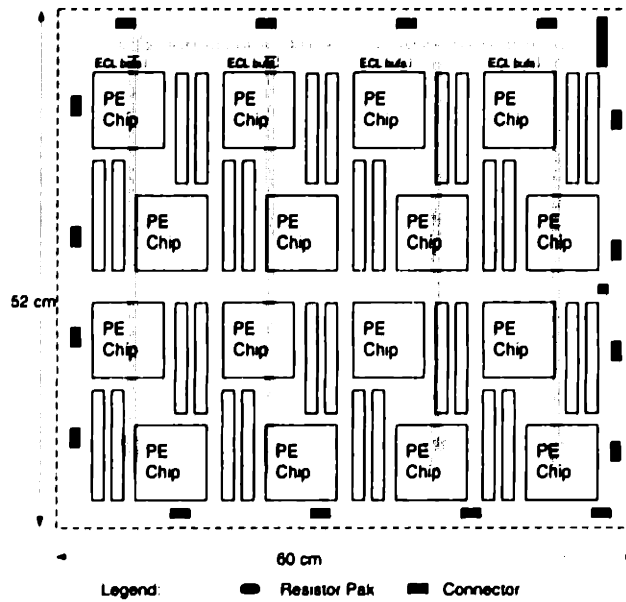 ECL bufs ECL bufs ECL bufs ECL bufs
PE PE PE PE
Chip Chip Chip Chip
PE PE PE PE
Chip Chip Chip Chip
52 cm
PE PE PE PE
Chip Chip Chip Chip
PE PE PE PE
Chip Chip Chip Chip
60 cm
Legend: Resistor Pak Connector